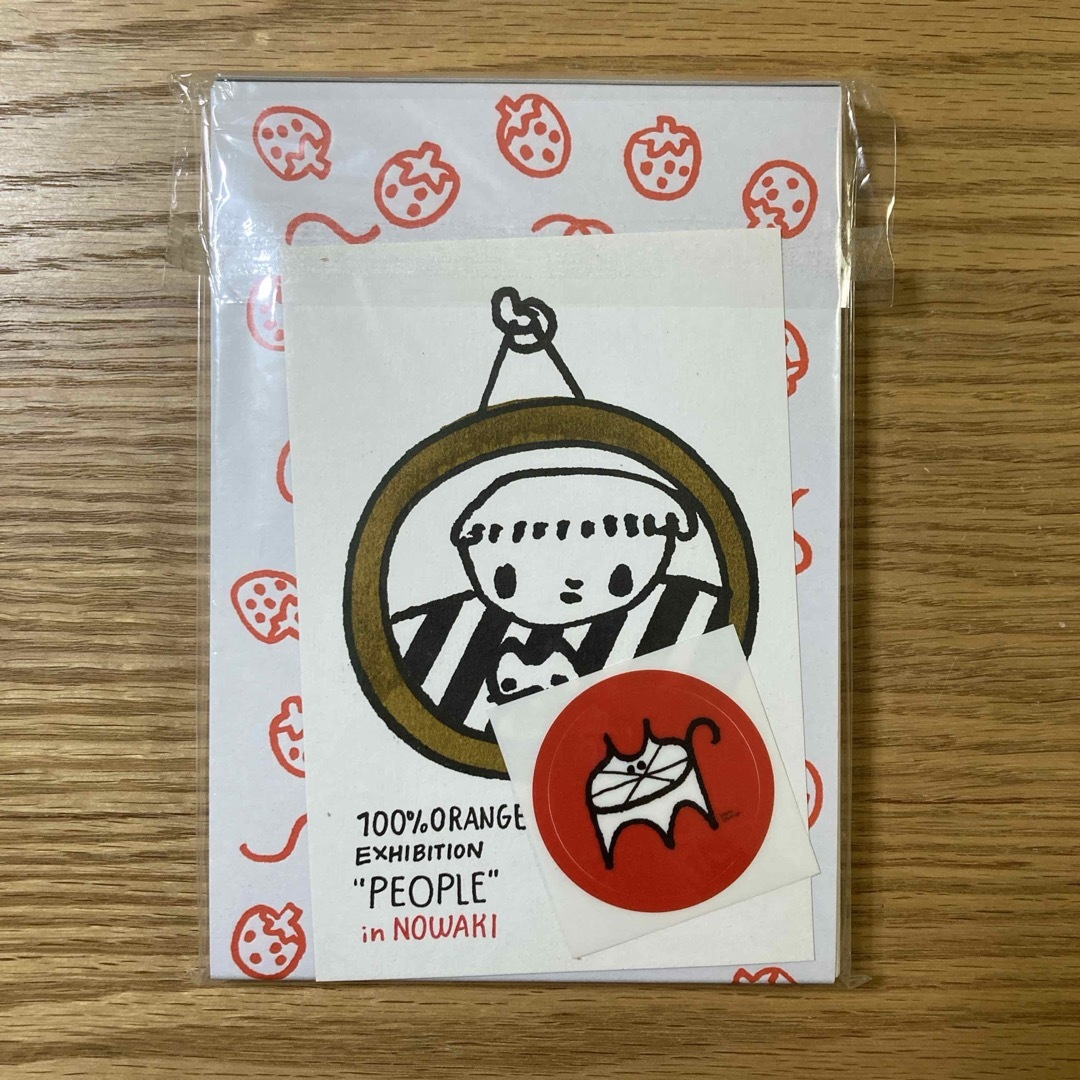 100%ORANGE
EXHIBITION
"PEOPLE"
in NOWAKI